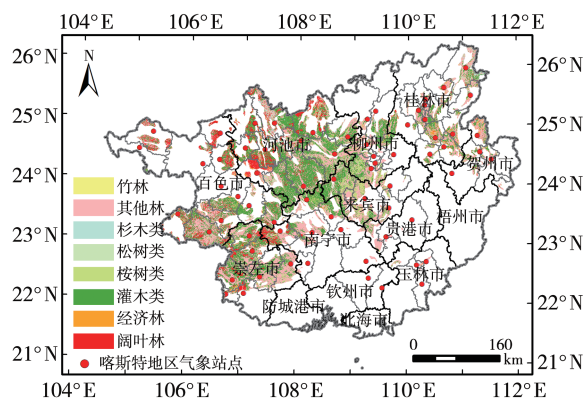 104°E 106°E 108°E 110°E 112°E
26°N 26°N
N
桂林市
25°N 25°N
河池市 柳州市
贺州市
24°N 百色市 24°N
来宾市 梧州市
竹林
其他林
贵港市
23°N 南宁市 23°N
杉木类
松树类
崇左市
桉树类
玉林市
22°N 钦州市 22°N
灌木类
防城港市
北海市
经济林
阔叶林
21°N 0 160 21°N
喀斯特地区气象站点 km
104°E 106°E 108°E 110°E 112°E